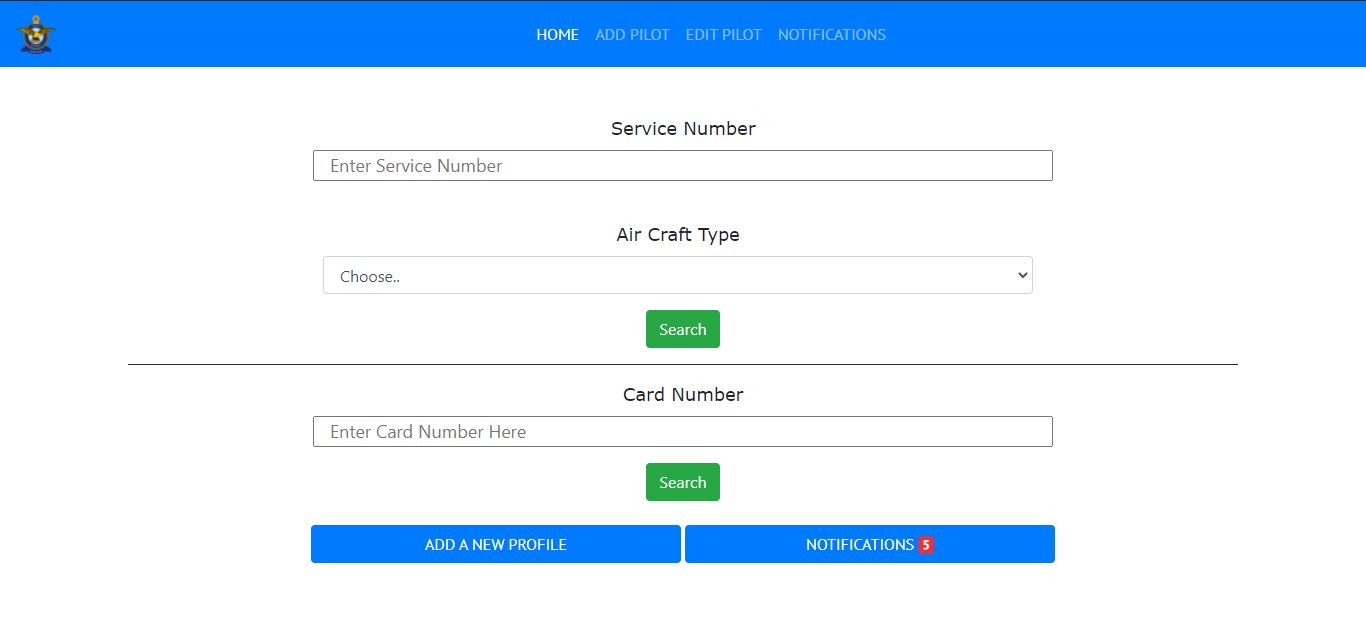 HOME ADD PILOT EDIT PILOT NOTIFICATIONS
Service Number
Enter Service Number
Air Craft Type
Choose..
Search
Card Number
Enter Card Number Here
Search
ADD A NEW PROFILE NOTIFICATIONS 5